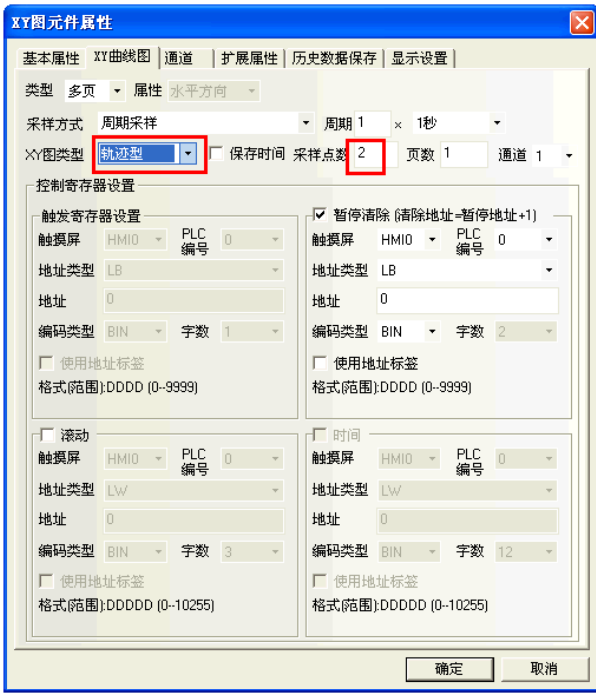 XY图元件属性
基本属性 XY曲线图 通道 扩展属性 历史数据保存 显示设置
类型 多页 属性 水平方向
采样方式 周期采样 周期 1 × 1秒
XY图类型 轨迹型 保存时间 采样点数 2 页数 1 通道 1
控制寄存器设置
触发寄存器设置
触摸屏 HMI0 PLC编号 0
地址类型 LB
地址 0
编码类型 BIN 字数 1
使用地址标签
格式(范围):DDDD (0--9999)
暂停清除 (清除地址=暂停地址+1)
触摸屏 HMI0 PLC编号 0
地址类型 LB
地址 0
编码类型 BIN 字数 2
使用地址标签
格式(范围):DDDD (0--9999)
滚动
触摸屏 HMI0 PLC编号 0
地址类型 LW
地址 0
编码类型 BIN 字数 3
使用地址标签
格式(范围):DDDDD (0--10255)
时间
触摸屏 HMI0 PLC编号 0
地址类型 LW
地址 0
编码类型 BIN 字数 12
使用地址标签
格式(范围):DDDDD (0--10255)
确定 取消